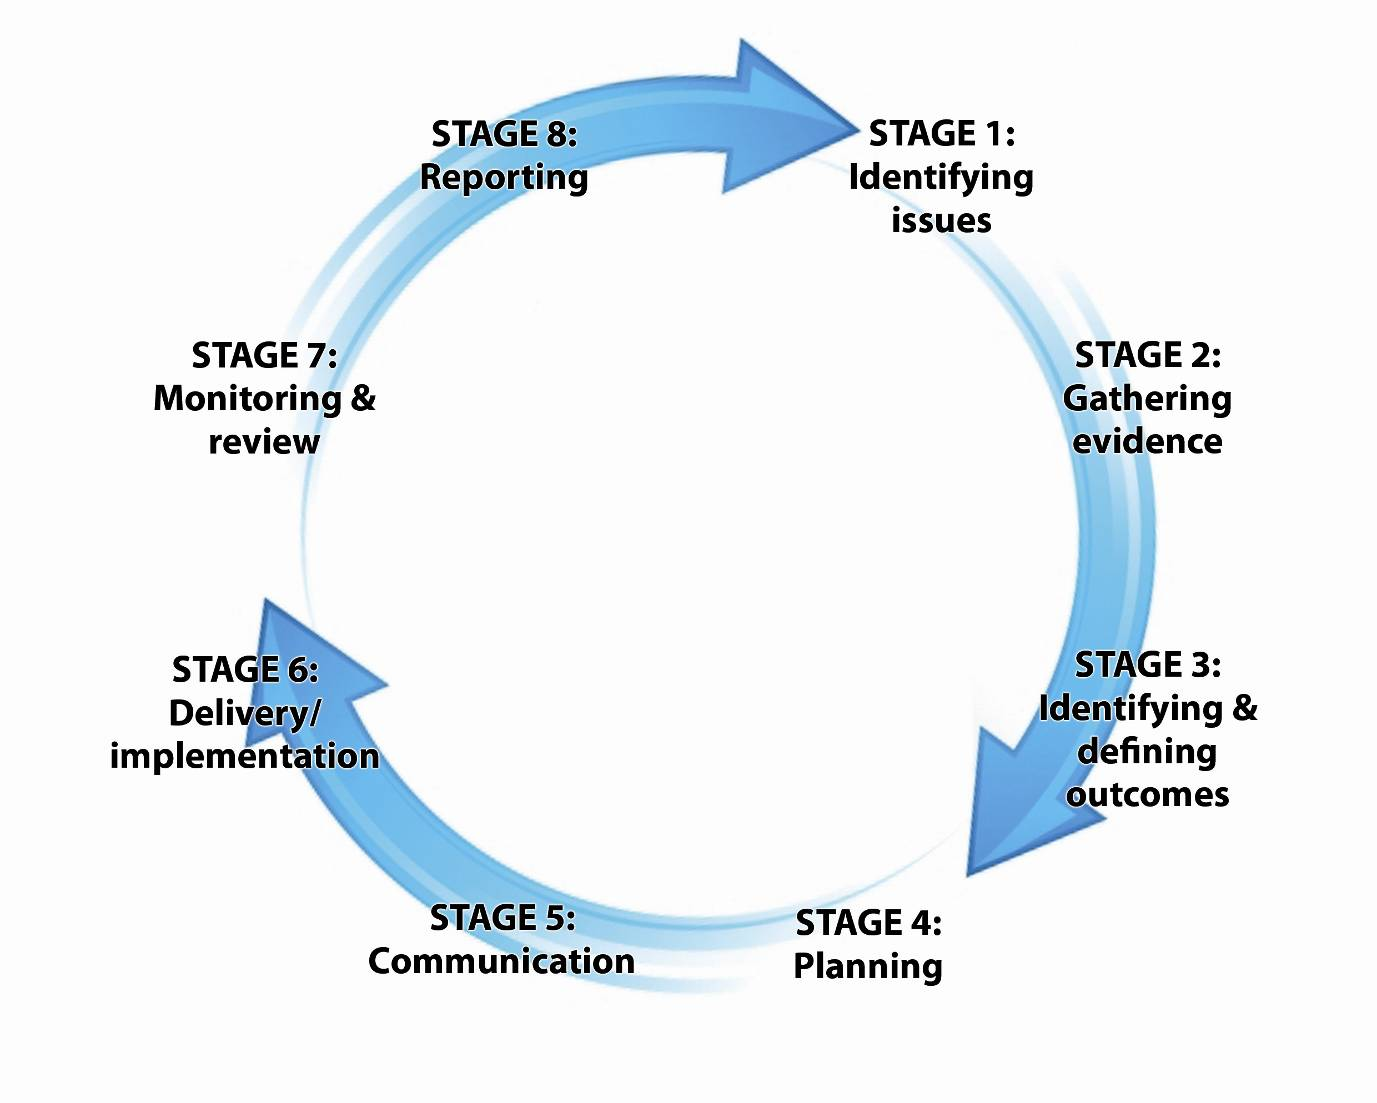 STAGE 8:
Reporting
STAGE 1:
Identifying
issues
STAGE 2:
Gathering
evidence
STAGE 3:
Identifying &
defining
outcomes
STAGE 4:
Planning
STAGE 5:
Communication
STAGE 6:
Delivery/
implementation
STAGE 7:
Monitoring &
review